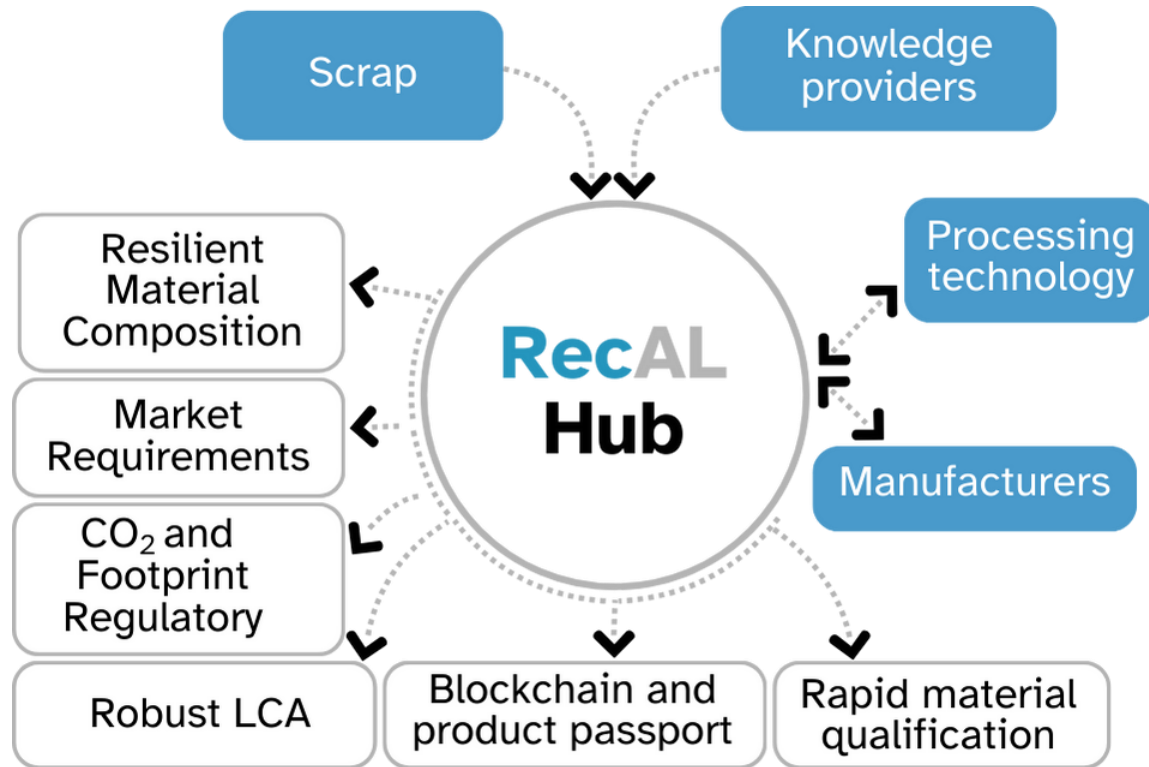 Scrap
Knowledge
providers
Resilient
Material
Composition
Processing
technology
RecAL
Hub
Market
Requirements
Manufacturers
CO₂ and
Footprint
Regulatory
Robust LCA
Blockchain and
product passport
Rapid material
qualification